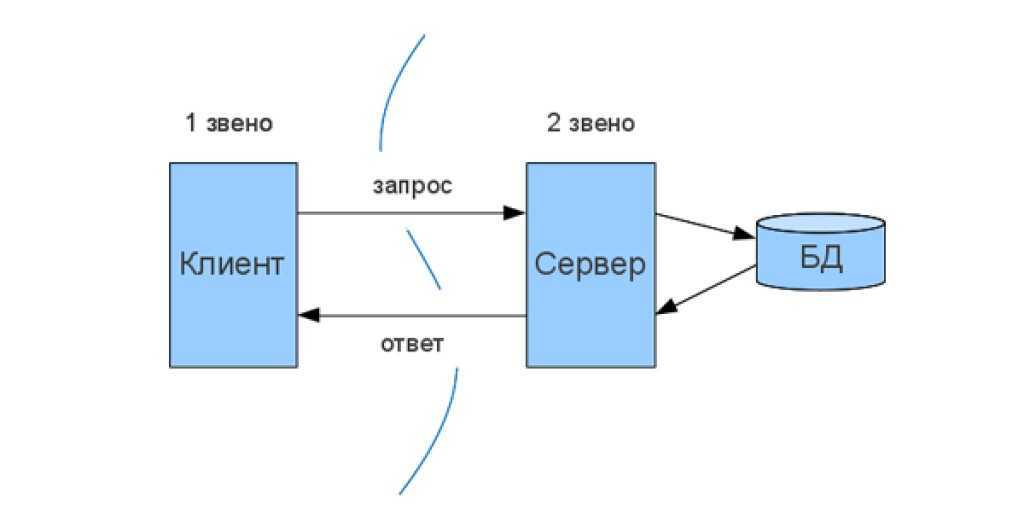 1 звено
2 звено
запрос
Клиент
Сервер
БД
ответ